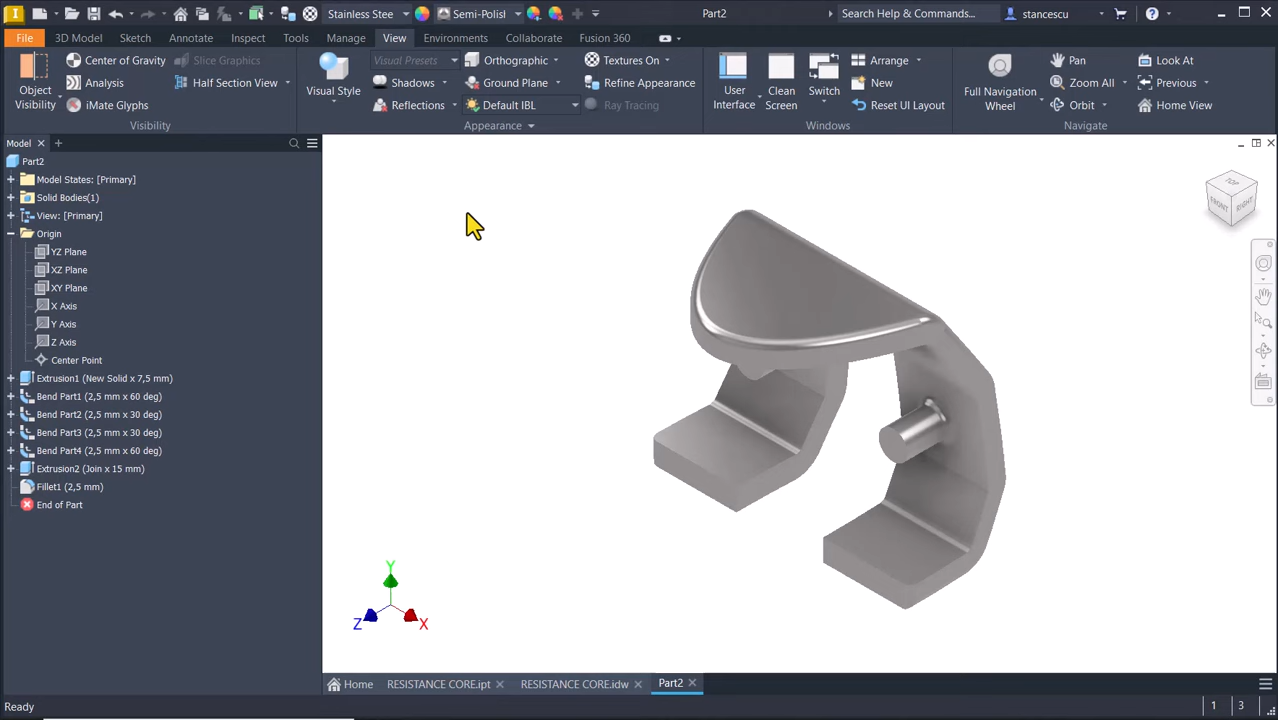 Stainless Stee
Semi-Polisl
Part2
Search Help & Commands...
stancescu
File
3D Model
Sketch
Annotate
Inspect
Tools
Manage
View
Environments
Collaborate
Fusion 360
Object
Visibility
Center of Gravity
Analysis
iMate Glyphs
Slice Graphics
Half Section View
Visibility
Visual Style
Visual Presets
Shadows
Reflections
Orthographic
Ground Plane
Default IBL
Textures On
Refine Appearance
Ray Tracing
Appearance
User
Interface
Clean
Screen
Switch
Arrange
New
Reset UI Layout
Windows
Full Navigation
Wheel
Pan
Zoom All
Orbit
Look At
Previous
Home View
Navigate
Model
Part2
Model States: [Primary]
Solid Bodies(1)
View: [Primary]
Origin
YZ Plane
XZ Plane
XY Plane
X Axis
Y Axis
Z Axis
Center Point
Extrusion1 (New Solid x 7,5 mm)
Bend Part1 (2,5 mm x 60 deg)
Bend Part2 (2,5 mm x 30 deg)
Bend Part3 (2,5 mm x 30 deg)
Bend Part4 (2,5 mm x 60 deg)
Extrusion2 (Join x 15 mm)
Fillet1 (2,5 mm)
End of Part
TOP
FRONT
RIGHT
Y
Z
X
Home
RESISTANCE CORE.ipt
RESISTANCE CORE.idw
Part2
Ready
1
3